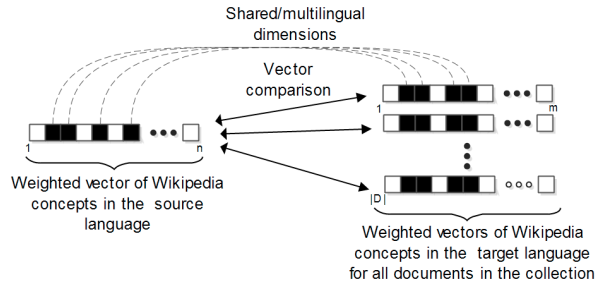 Shared/multilingual
dimensions
Vector
comparison
1
m
1
n
|D|
Weighted vector of Wikipedia
concepts in the source
language
Weighted vectors of Wikipedia
concepts in the target language
for all documents in the collection